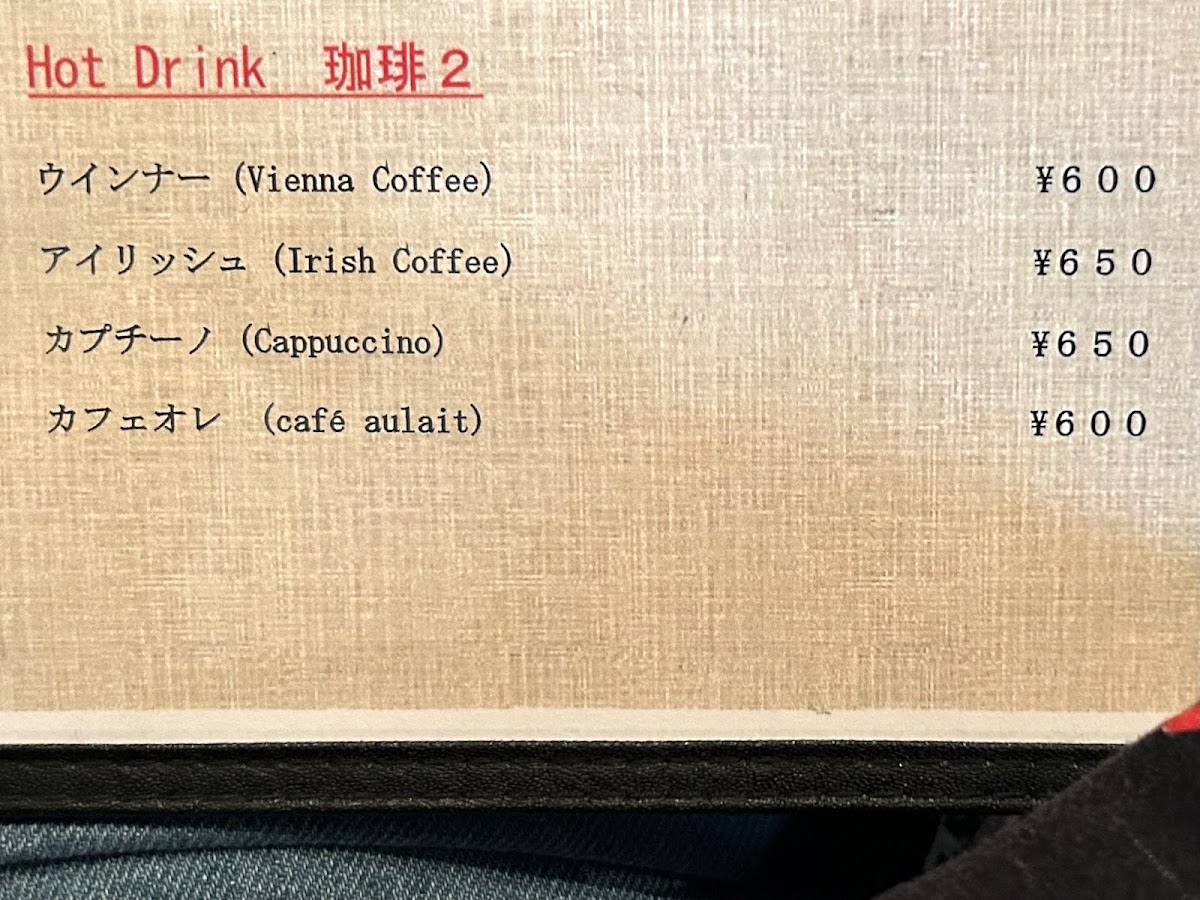 Hot Drink 珈琲２
ウインナー (Vienna Coffee) ¥６００
アイリッシュ (Irish Coffee) ¥６５０
カプチーノ (Cappuccino) ¥６５０
カフェオレ (café aulait) ¥６００